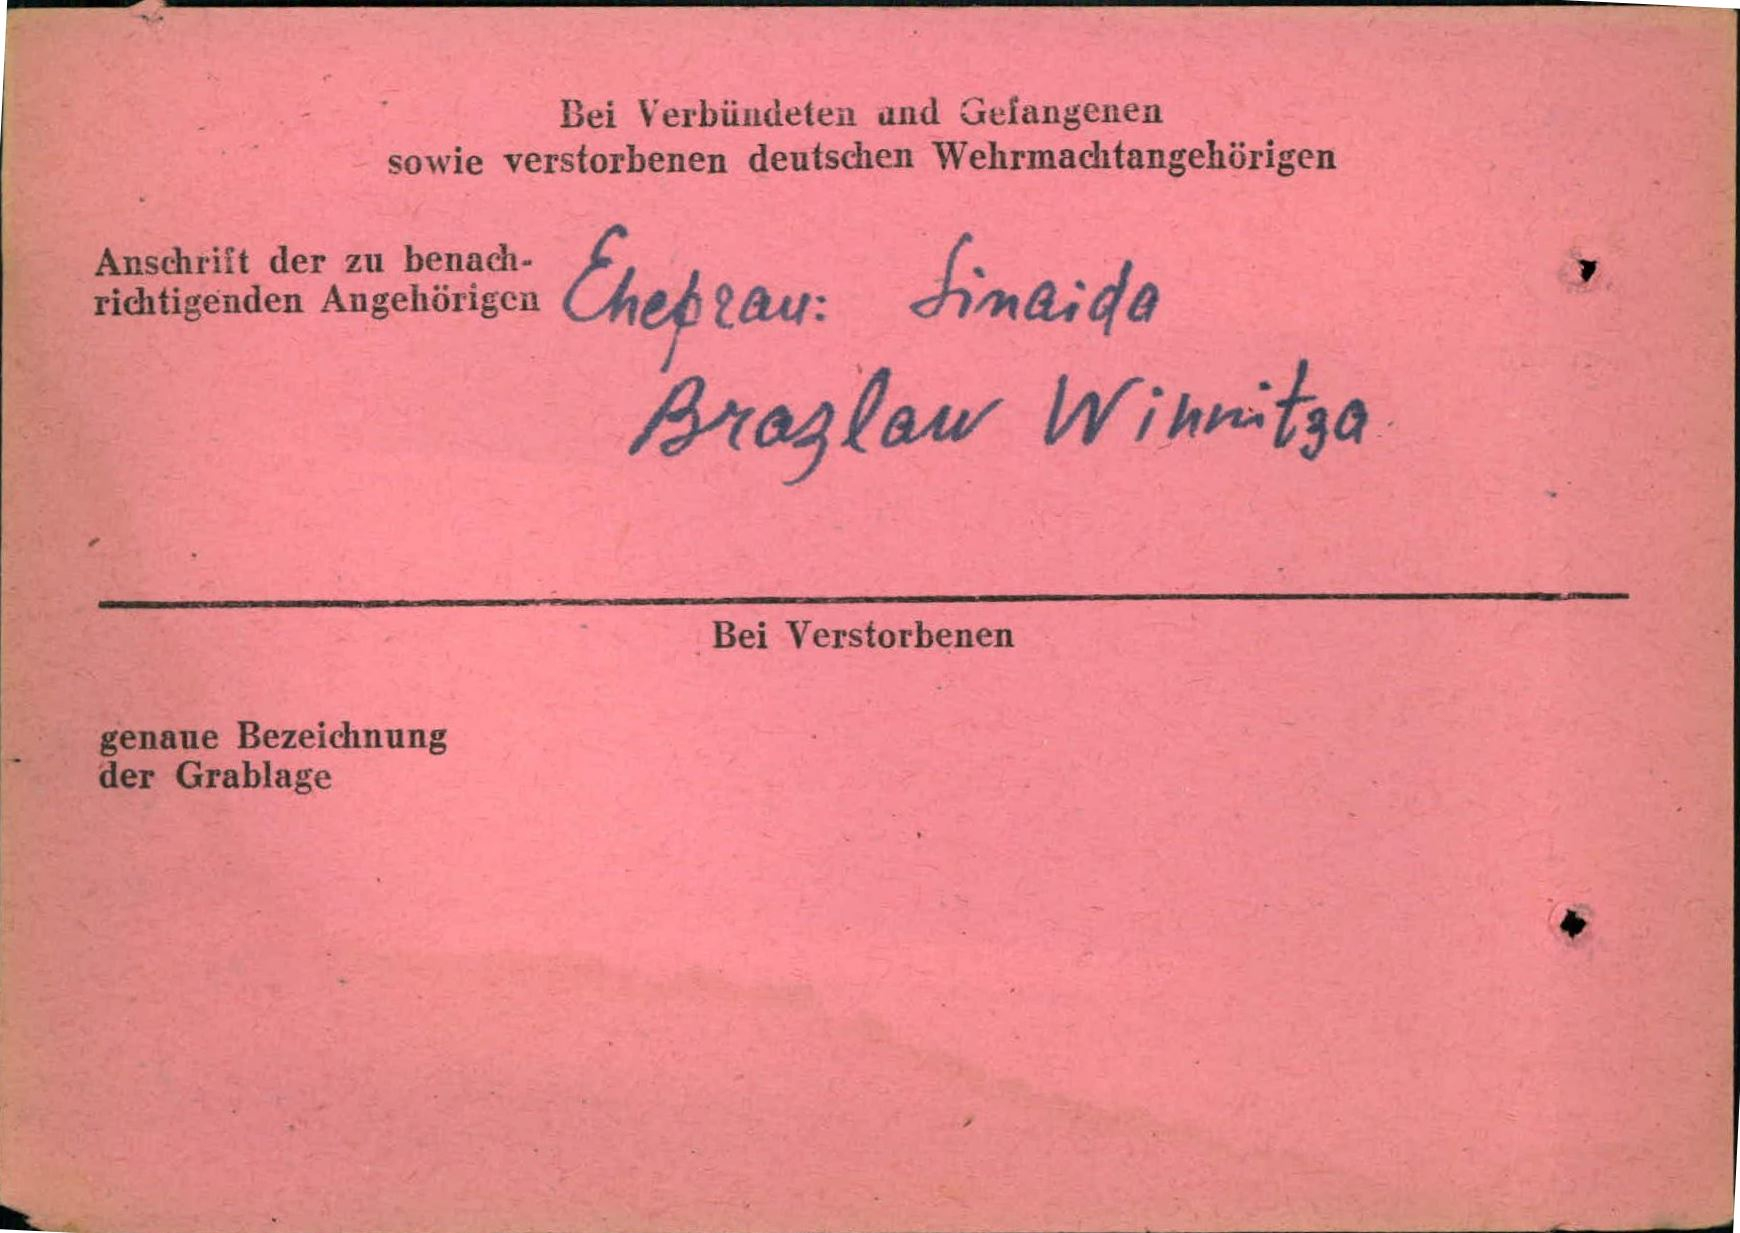 Bei Verbündeten und Gefangenen
sowie verstorbenen deutschen Wehrmachtangehörigen
Anschrift der zu benach-
richtigenden Angehörigen
Ehefrau: Sinaida
Brazlaw Winnitza
Bei Verstorbenen
genaue Bezeichnung
der Grablage